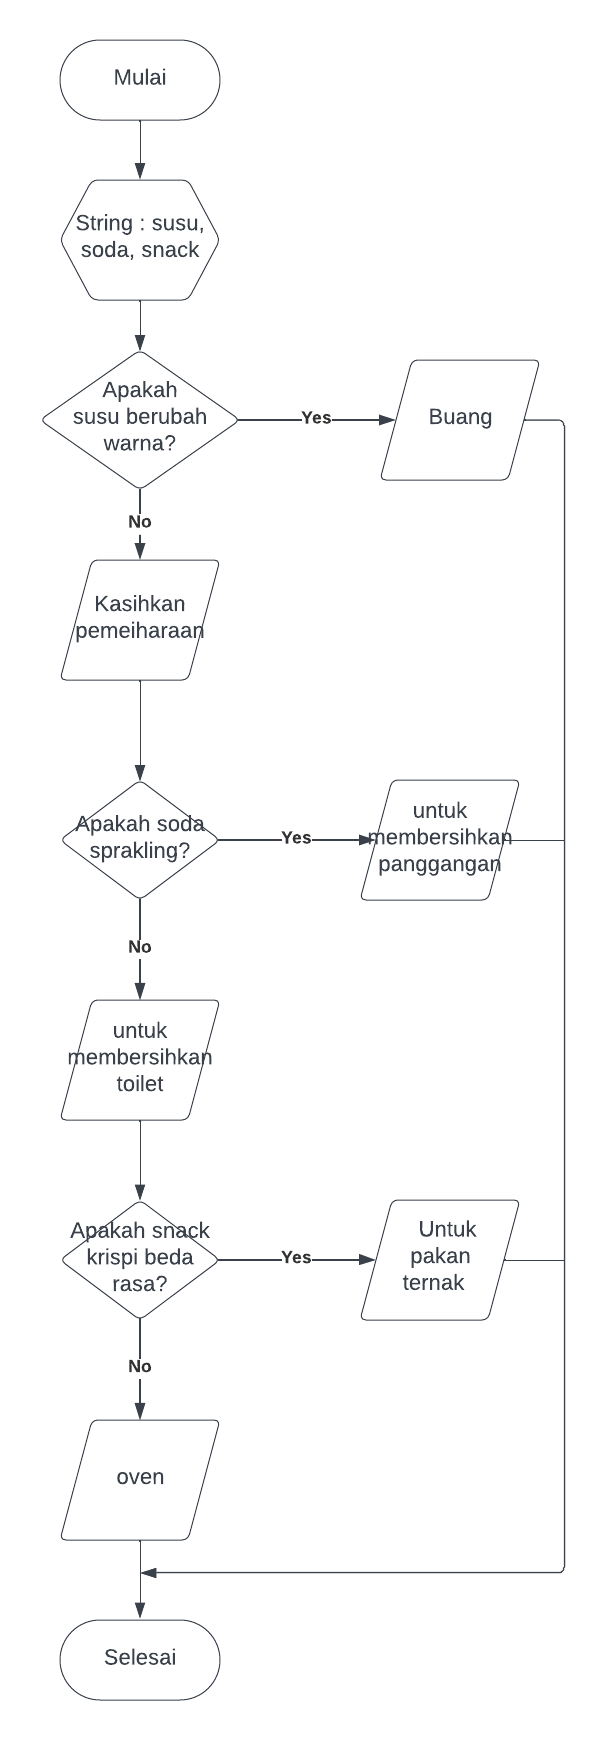 Mulai
String : susu,
soda, snack
Apakah
susu berubah
warna?
Yes
Buang
No
Kasihkan
pemeiharaan
Apakah soda
sprakling?
Yes
untuk
membersihkan
panggangan
No
untuk
membersihkan
toilet
Apakah snack
krispi beda
rasa?
Yes
Untuk
pakan
ternak
No
oven
Selesai